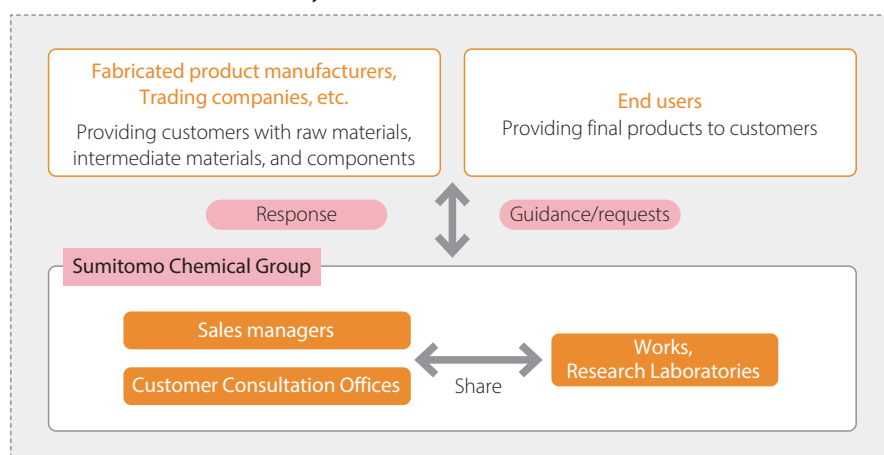 Fabricated product manufacturers,
Trading companies, etc.
Providing customers with raw materials,
intermediate materials, and components
End users
Providing final products to customers
Response
Guidance/requests
Sumitomo Chemical Group
Sales managers
Customer Consultation Offices
Share
Works,
Research Laboratories